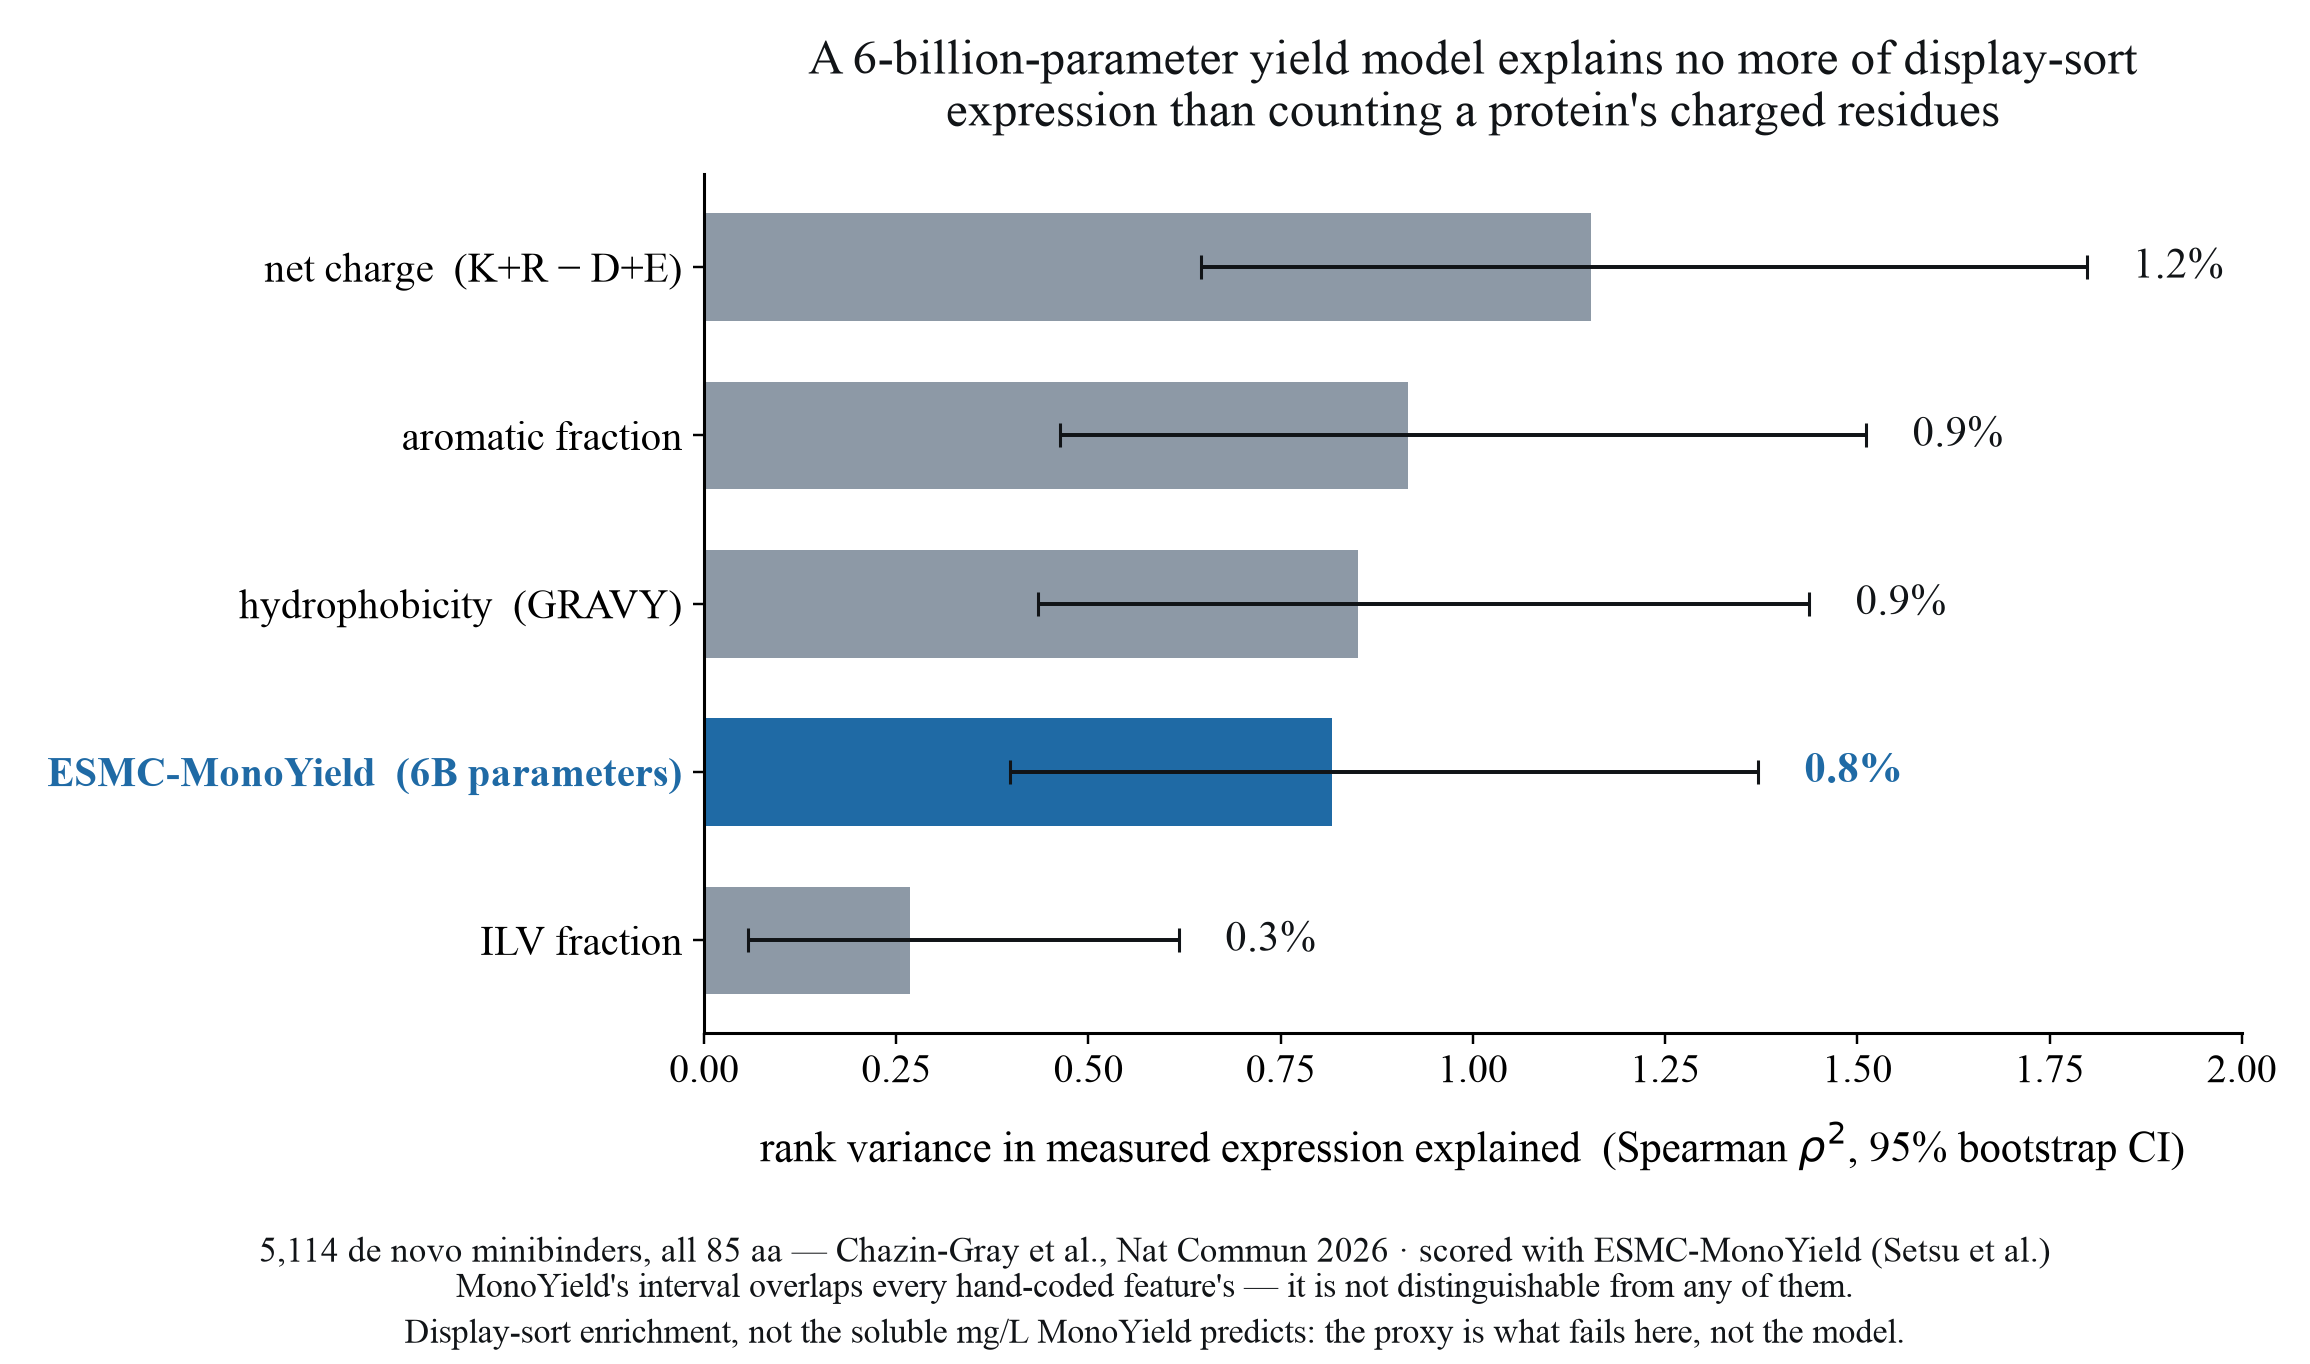 A 6-billion-parameter yield model explains no more of display-sort
expression than counting a protein's charged residues
net charge (K+R − D+E)
1.2%
aromatic fraction
0.9%
hydrophobicity (GRAVY)
0.9%
ESMC-MonoYield (6B parameters)
0.8%
ILV fraction
0.3%
0.00 0.25 0.50 0.75 1.00 1.25 1.50 1.75 2.00
rank variance in measured expression explained (Spearman ρ², 95% bootstrap CI)
5,114 de novo minibinders, all 85 aa — Chazin-Gray et al., Nat Commun 2026 · scored with ESMC-MonoYield (Setsu et al.)
MonoYield's interval overlaps every hand-coded feature's — it is not distinguishable from any of them.
Display-sort enrichment, not the soluble mg/L MonoYield predicts: the proxy is what fails here, not the model.